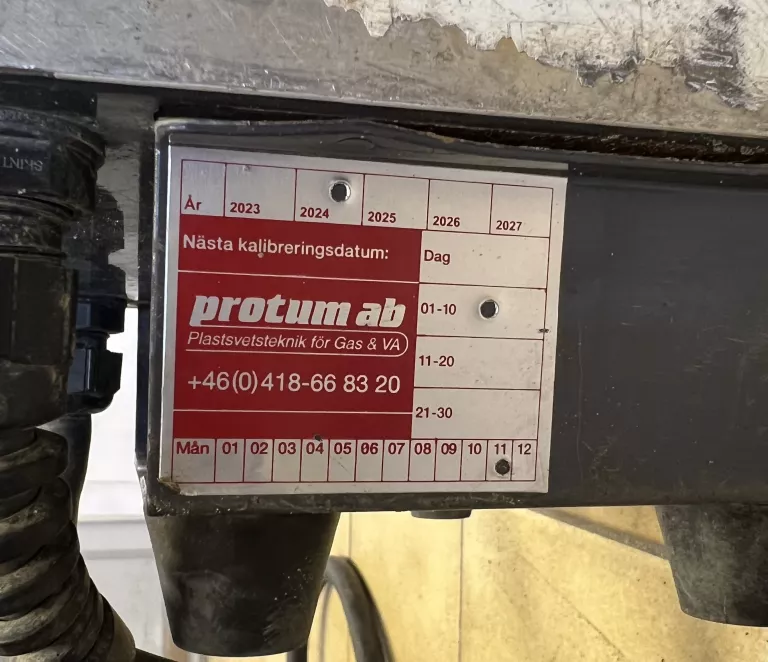 År 2023 2024 2025 2026 2027
Nästa kalibreringsdatum:
protum ab
Plastsvetsteknik för Gas & VA
+46(0)418-66 83 20
Dag
01-10
11-20
21-30
Mån 01 02 03 04 05 06 07 08 09 10 11 12